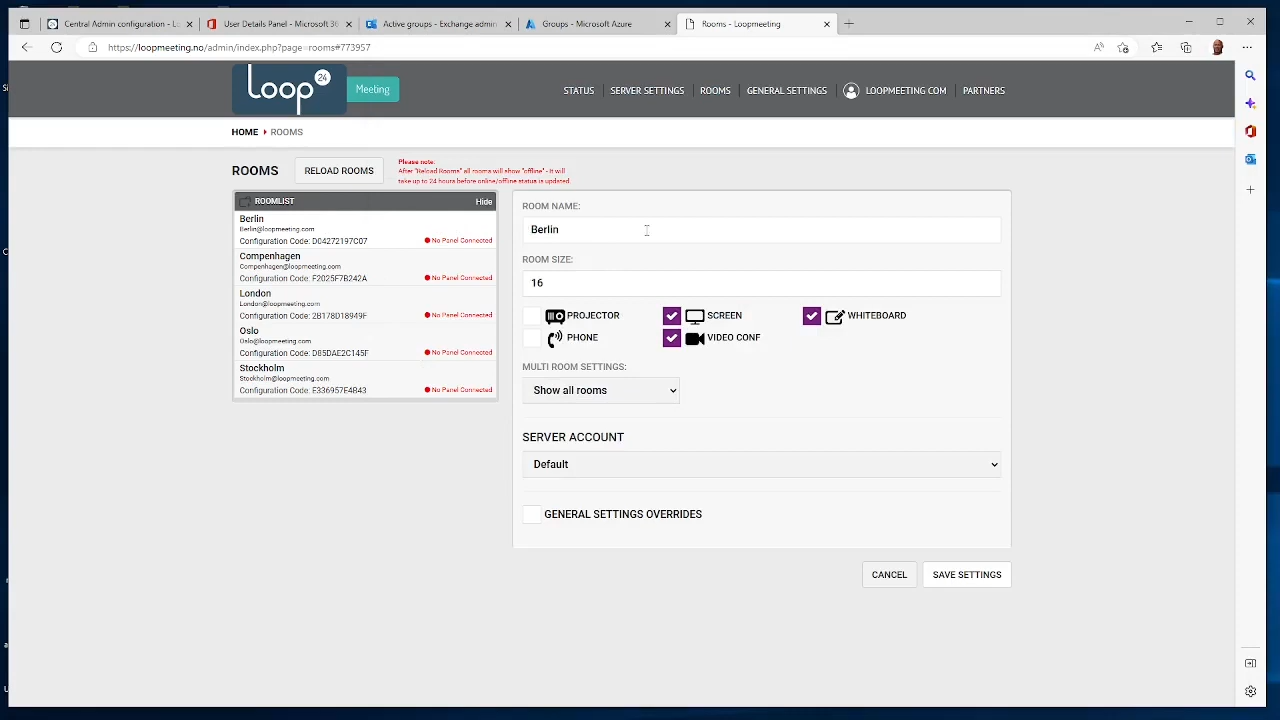 Central Admin configuration - Lo
User Details Panel - Microsoft 36
Active groups - Exchange admin
Groups - Microsoft Azure
Rooms - Loopmeeting
https://loopmeeting.no/admin/index.php?page=rooms#773957
loop 24 Meeting
STATUS
SERVER SETTINGS
ROOMS
GENERAL SETTINGS
LOOPMEETING COM
PARTNERS
HOME ROOMS
ROOMS
RELOAD ROOMS
Please note:
After "Reload Rooms" all rooms will show "offline" - it will
take up to 24 hours before online/offline status is updated.
ROOMLIST Hide
Berlin
Berlin@loopmeeting.com
Configuration Code: D04272197C07 No Panel Connected
Compenhagen
Compenhagen@loopmeeting.com
Configuration Code: F2025F7B242A No Panel Connected
London
London@loopmeeting.com
Configuration Code: 2B178D18949F No Panel Connected
Oslo
Oslo@loopmeeting.com
Configuration Code: D85DAE2C145F No Panel Connected
Stockholm
Stockholm@loopmeeting.com
Configuration Code: E336957E4B43 No Panel Connected
ROOM NAME:
Berlin
ROOM SIZE:
16
PROJECTOR SCREEN WHITEBOARD
PHONE VIDEO CONF
MULTI ROOM SETTINGS:
Show all rooms
SERVER ACCOUNT
Default
GENERAL SETTINGS OVERRIDES
CANCEL SAVE SETTINGS